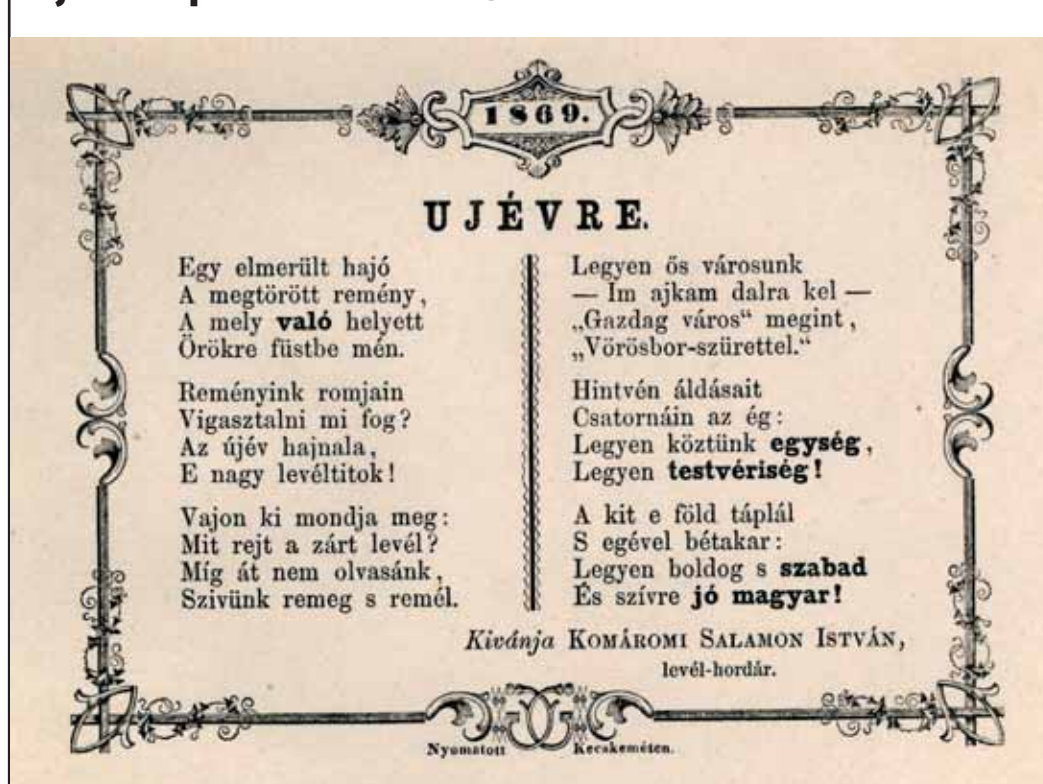 1869.
UJÉVRE.
Egy elmerült hajó
A megtörött remény,
A mely való helyett
Örökre füstbe mén.
Reményink romjain
Vigasztalni mi fog?
Az újév hajnala,
E nagy levéltitok!
Vajon ki mondja meg:
Mit rejt a zárt levél?
Míg át nem olvasánk,
Szivünk remeg s remél.
Legyen ős városunk
— Im ajkam dalra kel —
„Gazdag város“ megint,
„Vörösbor-szürettel.“
Hintvén áldásait
Csatornáin az ég:
Legyen köztünk egység,
Legyen testvériség!
A kit e föld táplál
S egével bétakar:
Legyen boldog s szabad
És szívre jó magyar!
Kivánja KOMÁROMI SALAMON ISTVÁN,
levél-hordár.
Nyomatott Kecskeméten.